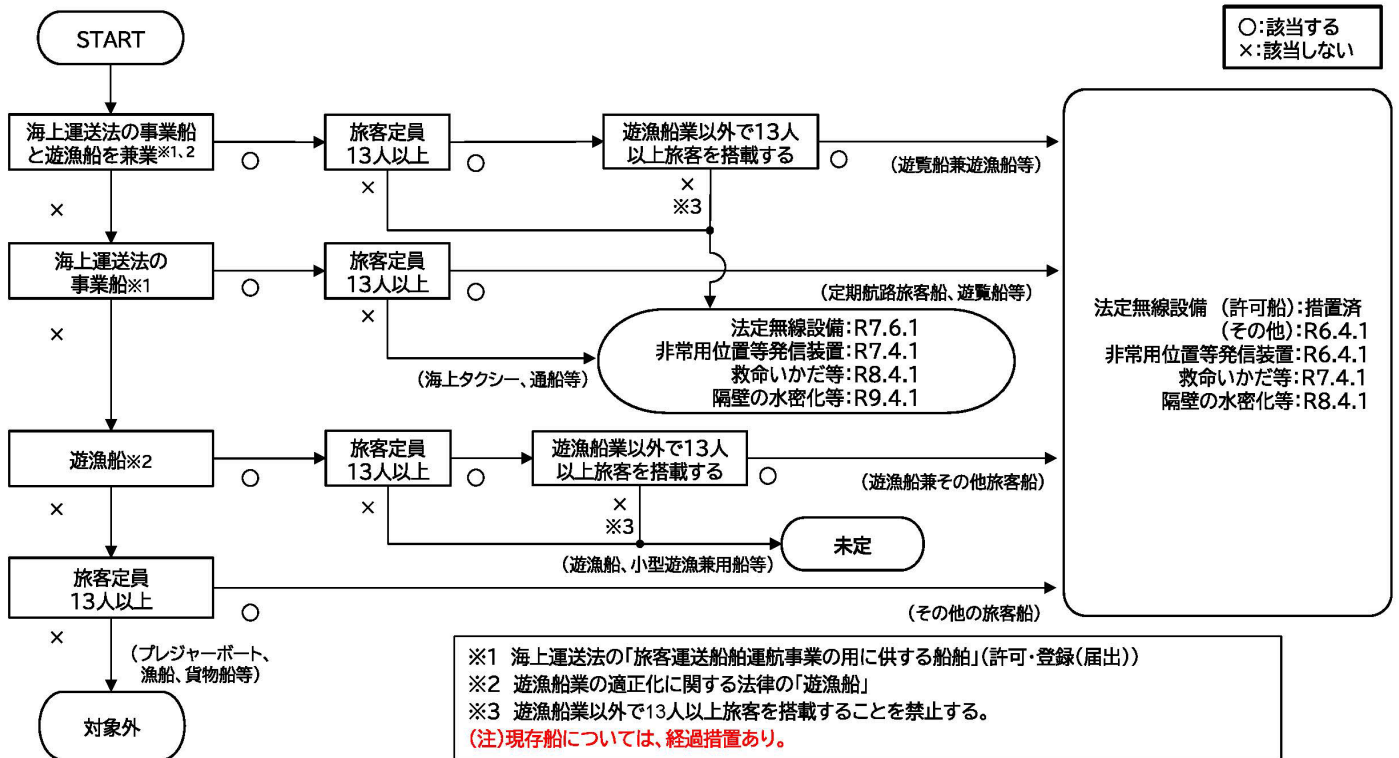 START
○:該当する
×:該当しない
海上運送法の事業船
と遊漁船を兼業※1、2
○
旅客定員
13人以上
○
遊漁船業以外で13人
以上旅客を搭載する
○
(遊覧船兼遊漁船等)
×
×
×
※3
海上運送法の
事業船※1
○
旅客定員
13人以上
○
(定期航路旅客船、遊覧船等)
×
×
(海上タクシー、通船等)
法定無線設備:R7.6.1
非常用位置等発信装置:R7.4.1
救命いかだ等:R8.4.1
隔壁の水密化等:R9.4.1
法定無線設備 (許可船):措置済
(その他):R6.4.1
非常用位置等発信装置:R6.4.1
救命いかだ等:R7.4.1
隔壁の水密化等:R8.4.1
遊漁船※2
○
旅客定員
13人以上
○
遊漁船業以外で13人
以上旅客を搭載する
○
(遊漁船兼その他旅客船)
×
×
×
※3
(遊漁船、小型遊漁兼用船等)
未定
旅客定員
13人以上
○
(その他の旅客船)
×
(プレジャーボート、
漁船、貨物船等)
対象外
※1 海上運送法の「旅客運送船舶運航事業の用に供する船舶」(許可・登録(届出))
※2 遊漁船業の適正化に関する法律の「遊漁船」
※3 遊漁船業以外で13人以上旅客を搭載することを禁止する。
(注)現存船については、経過措置あり。